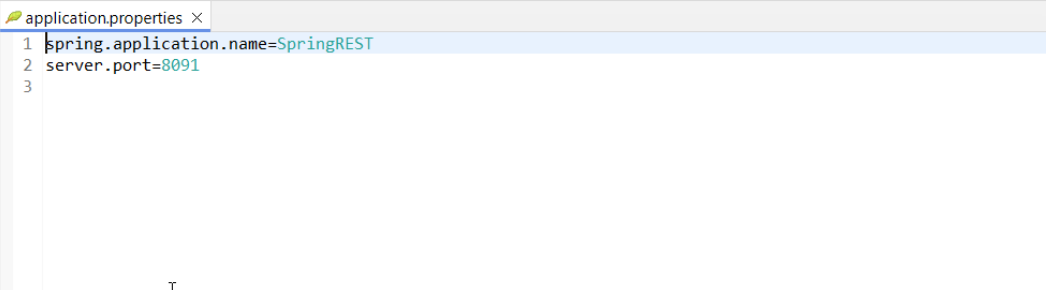 application.properties
1 spring.application.name=SpringREST
2 server.port=8091
3